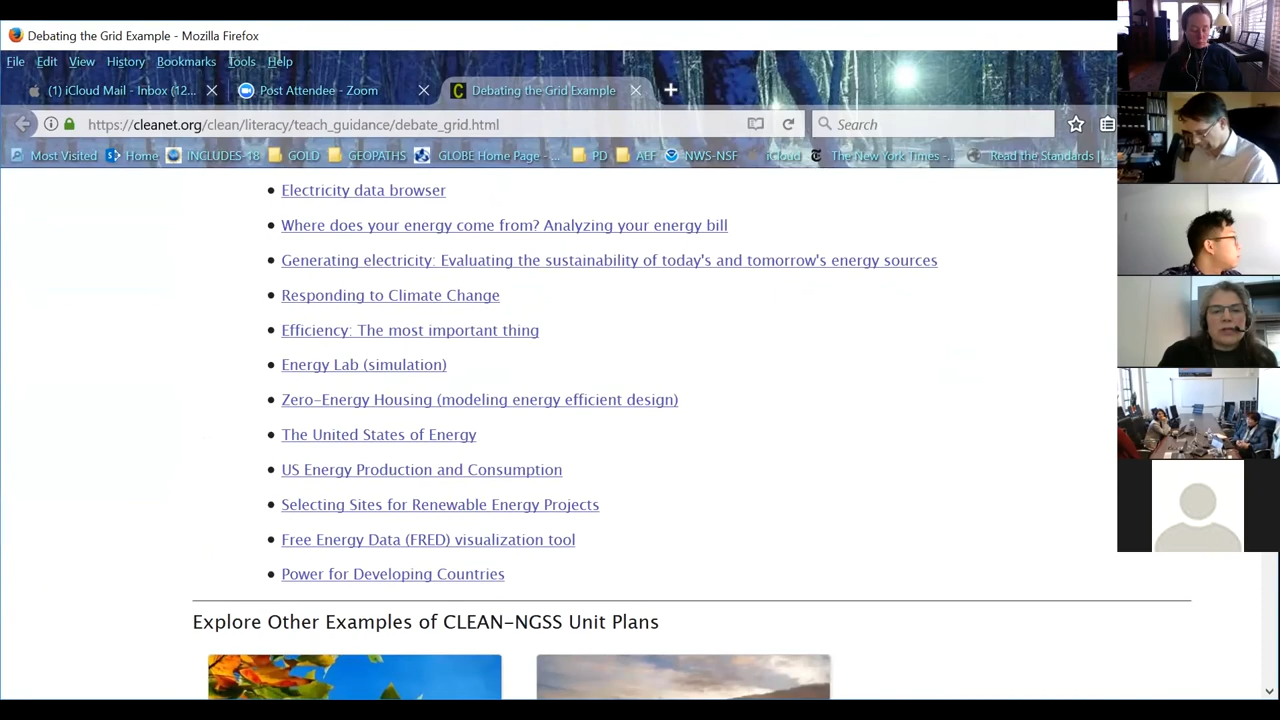 Debating the Grid Example - Mozilla Firefox
File Edit View History Bookmarks Tools Help
(1) iCloud Mail - Inbox (12... Post Attendee - Zoom Debating the Grid Example
https://cleanet.org/clean/literacy/teach_guidance/debate_grid.html Search
Most Visited Home INCLUDES-18 GOLD GEOPATHS GLOBE Home Page - ... PD AEF NWS-NSF iCloud The New York Times -... Read the Standards |...
Electricity data browser
Where does your energy come from? Analyzing your energy bill
Generating electricity: Evaluating the sustainability of today's and tomorrow's energy sources
Responding to Climate Change
Efficiency: The most important thing
Energy Lab (simulation)
Zero-Energy Housing (modeling energy efficient design)
The United States of Energy
US Energy Production and Consumption
Selecting Sites for Renewable Energy Projects
Free Energy Data (FRED) visualization tool
Power for Developing Countries
Explore Other Examples of CLEAN-NGSS Unit Plans